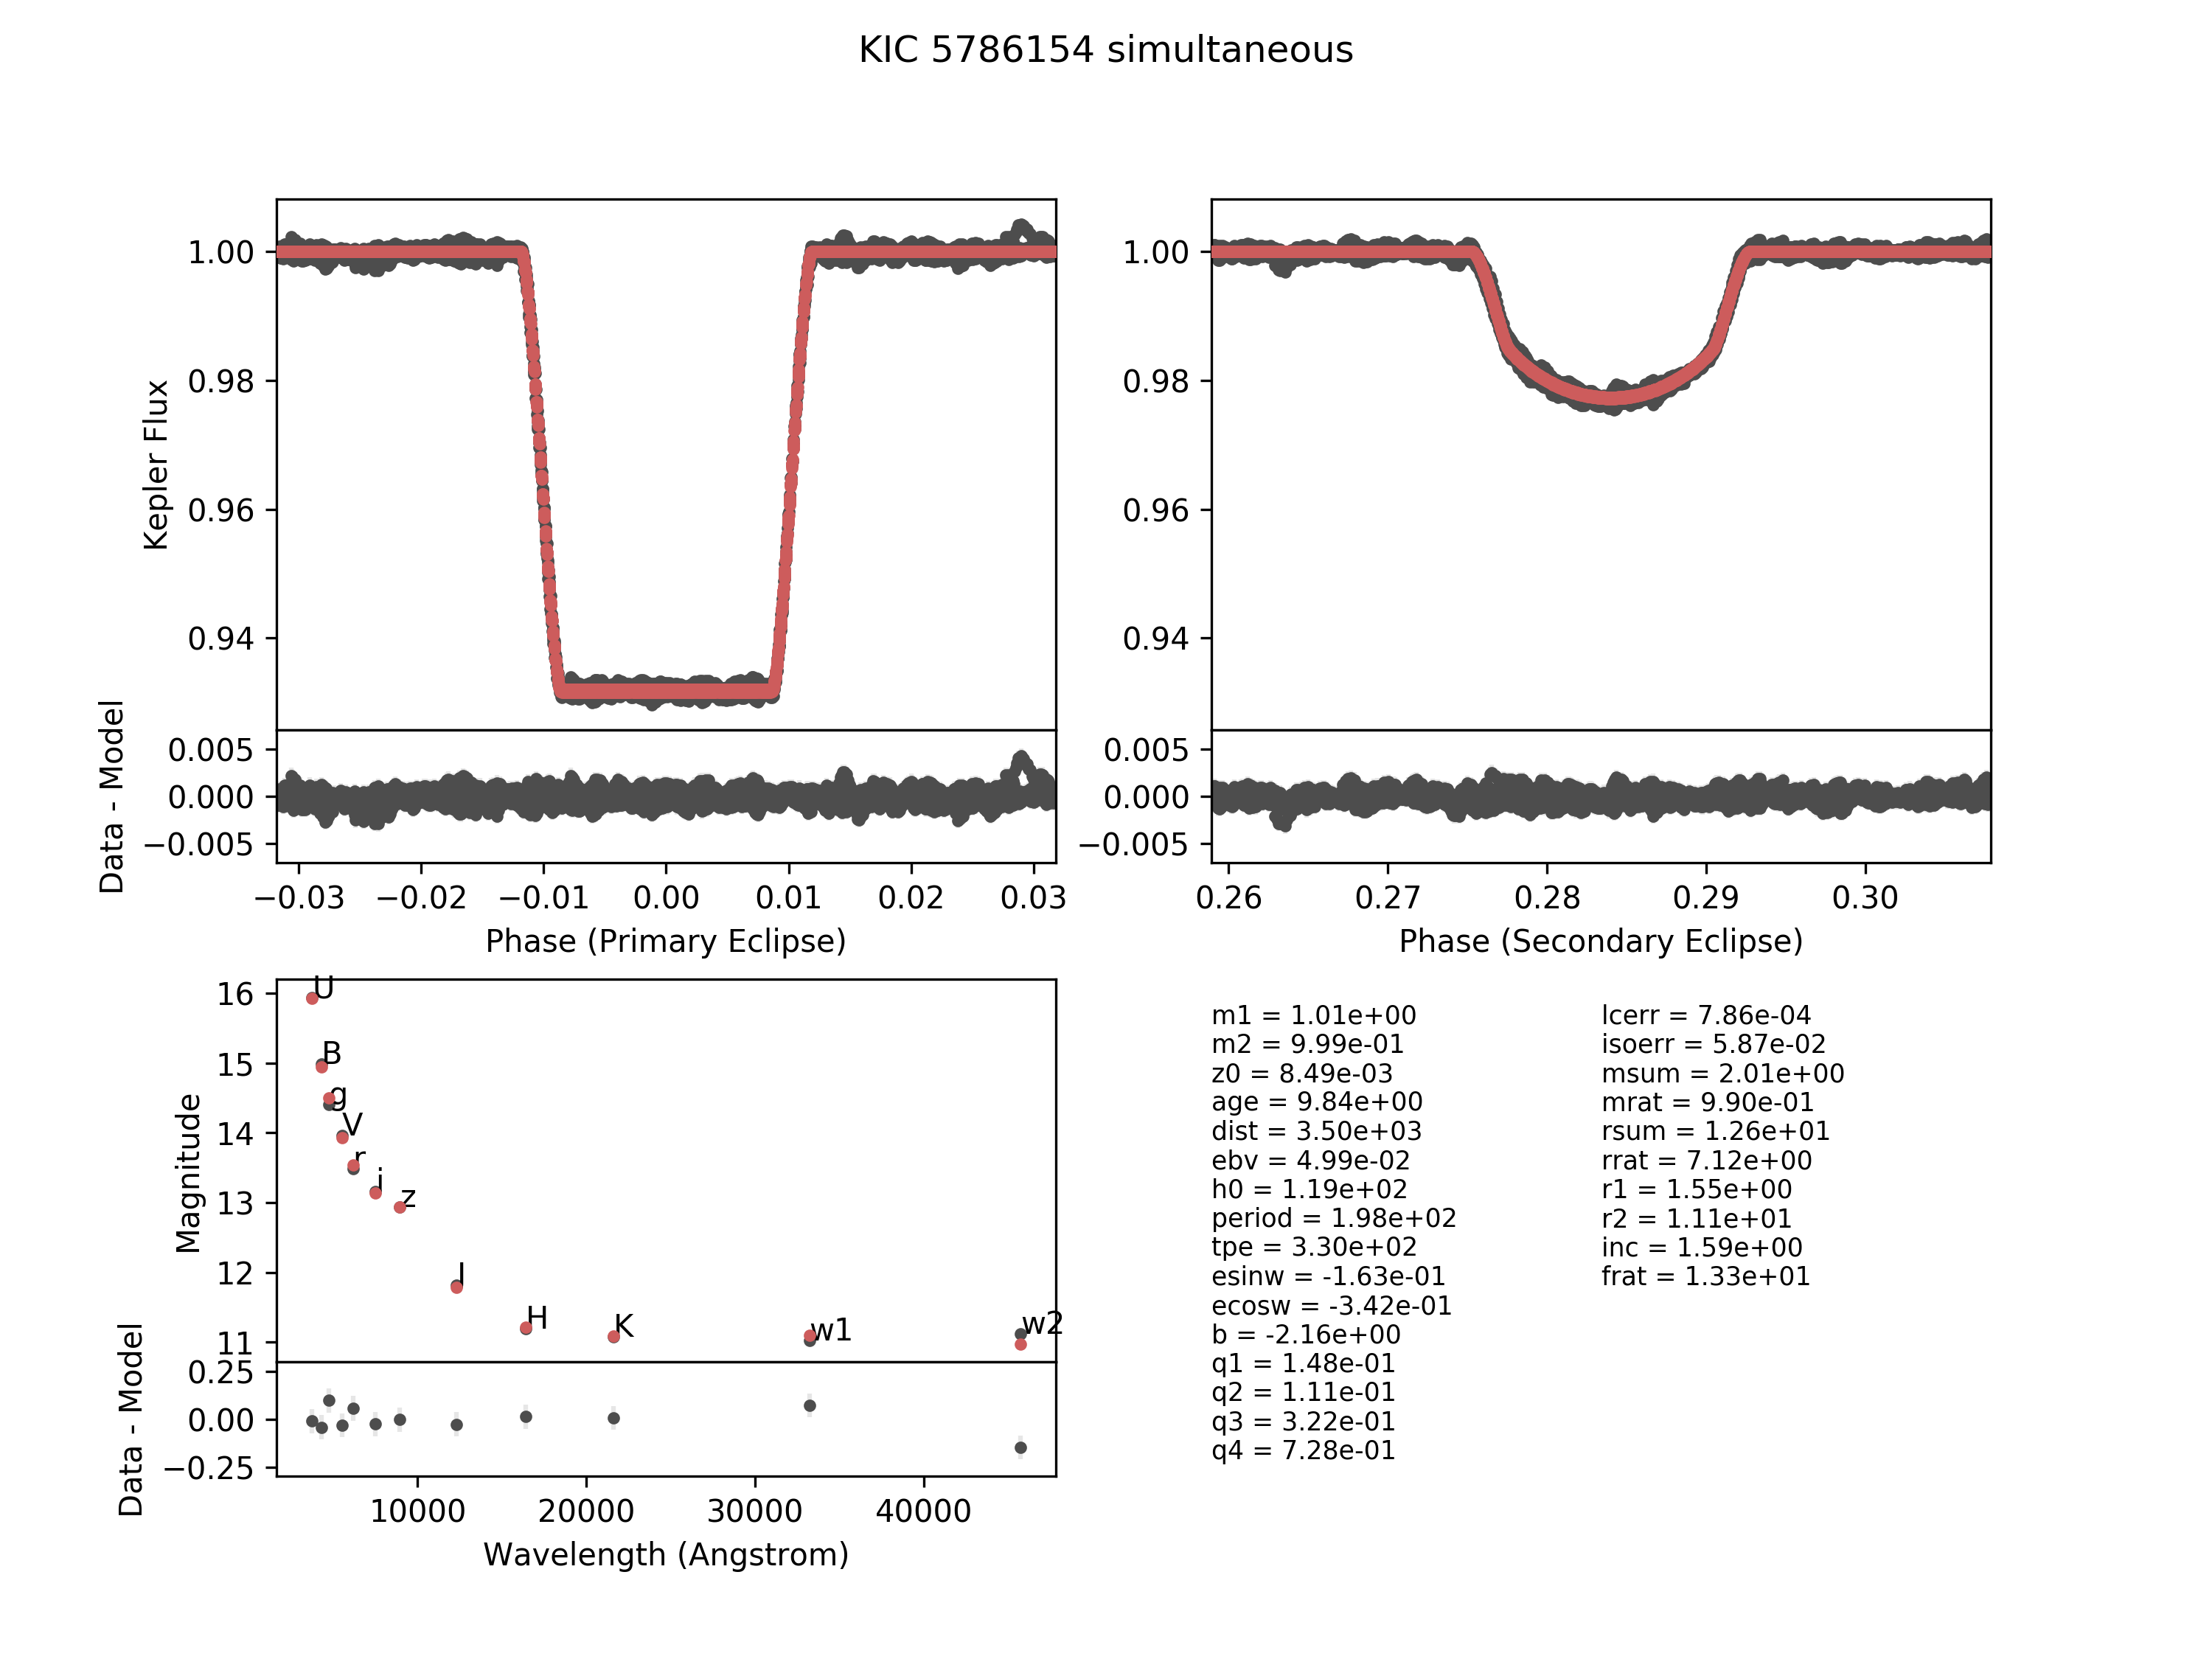 KIC 5786154 simultaneous
1.00
0.98
0.96
0.94
Kepler Flux
0.005
0.000
−0.005
Data - Model
−0.03 −0.02 −0.01 0.00 0.01 0.02 0.03
Phase (Primary Eclipse)
1.00
0.98
0.96
0.94
0.005
0.000
−0.005
0.26 0.27 0.28 0.29 0.30
Phase (Secondary Eclipse)
16
15
14
13
12
11
Magnitude
U
B
g
V
r
i
z
J
H
K
w1
w2
0.25
0.00
−0.25
Data - Model
10000 20000 30000 40000
Wavelength (Angstrom)
m1 = 1.01e+00
m2 = 9.99e-01
z0 = 8.49e-03
age = 9.84e+00
dist = 3.50e+03
ebv = 4.99e-02
h0 = 1.19e+02
period = 1.98e+02
tpe = 3.30e+02
esinw = -1.63e-01
ecosw = -3.42e-01
b = -2.16e+00
q1 = 1.48e-01
q2 = 1.11e-01
q3 = 3.22e-01
q4 = 7.28e-01
lcerr = 7.86e-04
isoerr = 5.87e-02
msum = 2.01e+00
mrat = 9.90e-01
rsum = 1.26e+01
rrat = 7.12e+00
r1 = 1.55e+00
r2 = 1.11e+01
inc = 1.59e+00
frat = 1.33e+01